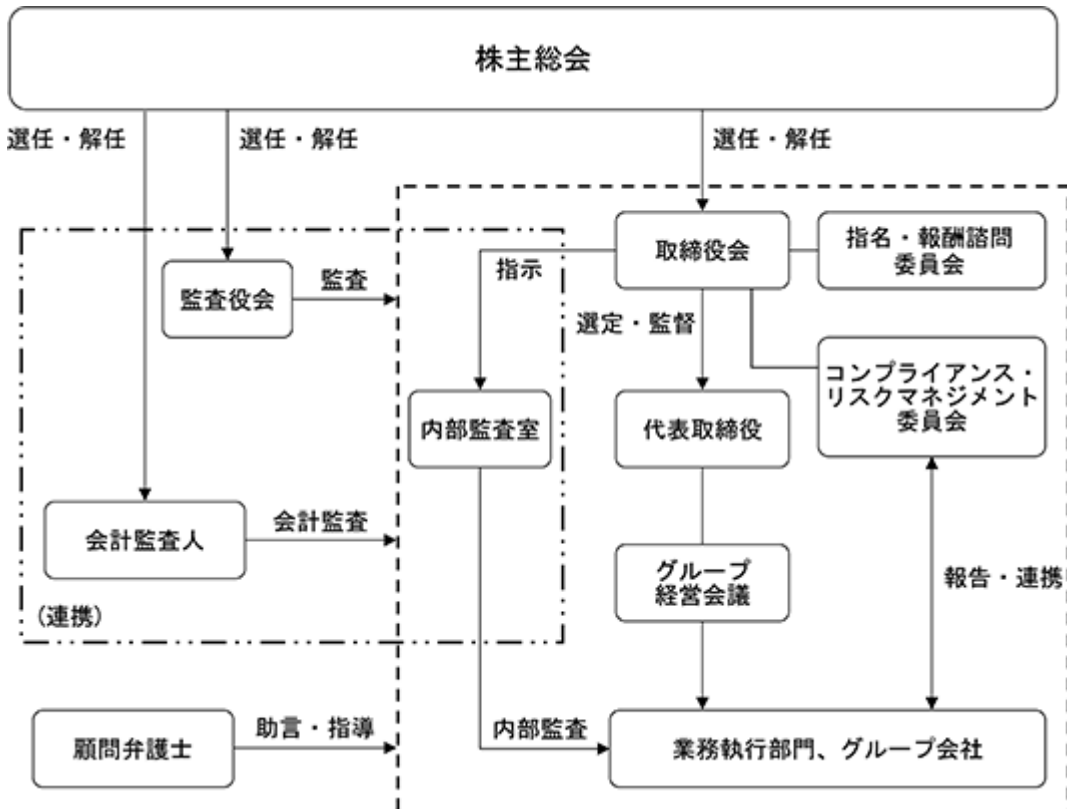 株主総会
選任・解任
選任・解任
選任・解任
取締役会
指名・報酬諮問
委員会
指示
監査役会
監査
選定・監督
コンプライアンス・
リスクマネジメント
委員会
内部監査室
代表取締役
会計監査人
会計監査
グループ
経営会議
報告・連携
(連携)
顧問弁護士
助言・指導
内部監査
業務執行部門、グループ会社